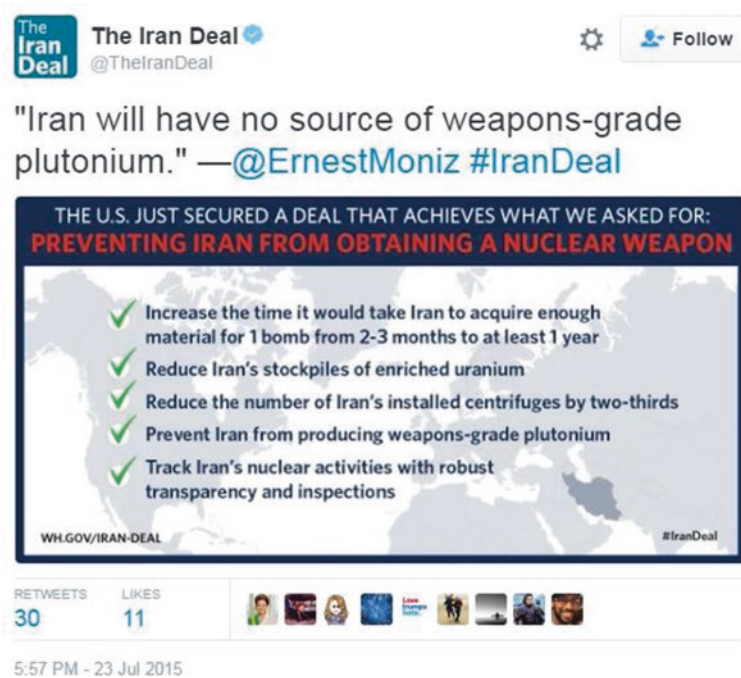 The
Iran
Deal
The Iran Deal
@TheIranDeal
Follow
"Iran will have no source of weapons-grade
plutonium." —@ErnestMoniz #IranDeal
THE U.S. JUST SECURED A DEAL THAT ACHIEVES WHAT WE ASKED FOR:
PREVENTING IRAN FROM OBTAINING A NUCLEAR WEAPON
Increase the time it would take Iran to acquire enough
material for 1 bomb from 2-3 months to at least 1 year
Reduce Iran's stockpiles of enriched uranium
Reduce the number of Iran's installed centrifuges by two-thirds
Prevent Iran from producing weapons-grade plutonium
Track Iran's nuclear activities with robust
transparency and inspections
WH.GOV/IRAN-DEAL
#IranDeal
RETWEETS
30
LIKES
11
Love
trumps
hate.
5:57 PM - 23 Jul 2015